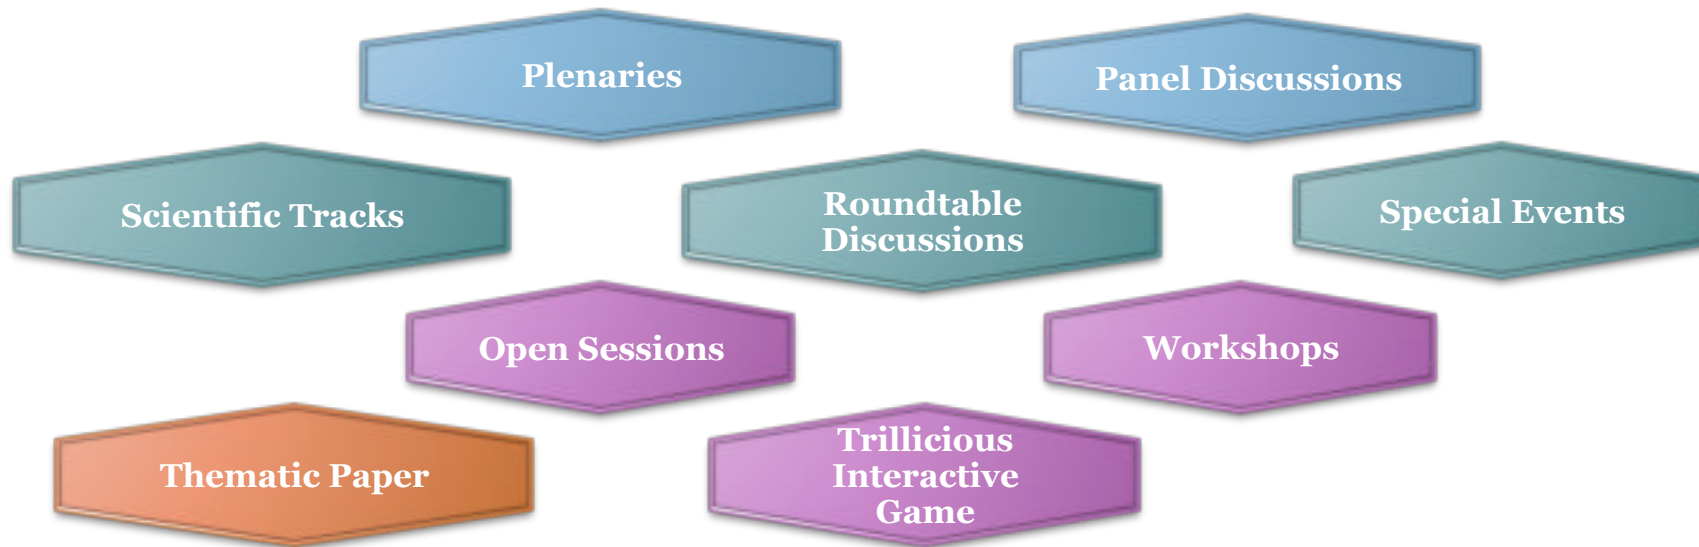 Plenaries
Panel Discussions
Scientific Tracks
Roundtable
Discussions
Special Events
Open Sessions
Workshops
Thematic Paper
Trillicious
Interactive
Game